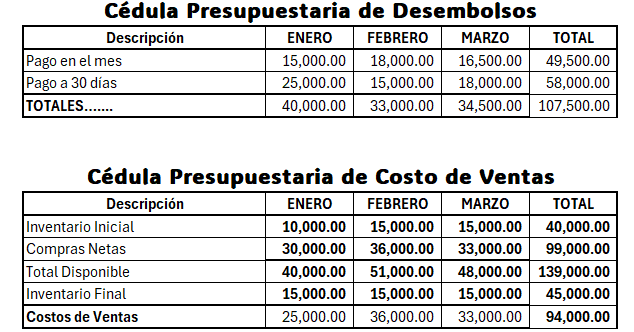 Cédula Presupuestaria de Desembolsos
Descripción ENERO FEBRERO MARZO TOTAL
Pago en el mes 15,000.00 18,000.00 16,500.00 49,500.00
Pago a 30 días 25,000.00 15,000.00 18,000.00 58,000.00
TOTALES....... 40,000.00 33,000.00 34,500.00 107,500.00
Cédula Presupuestaria de Costo de Ventas
Descripción ENERO FEBRERO MARZO TOTAL
Inventario Inicial 10,000.00 15,000.00 15,000.00 40,000.00
Compras Netas 30,000.00 36,000.00 33,000.00 99,000.00
Total Disponible 40,000.00 51,000.00 48,000.00 139,000.00
Inventario Final 15,000.00 15,000.00 15,000.00 45,000.00
Costos de Ventas 25,000.00 36,000.00 33,000.00 94,000.00